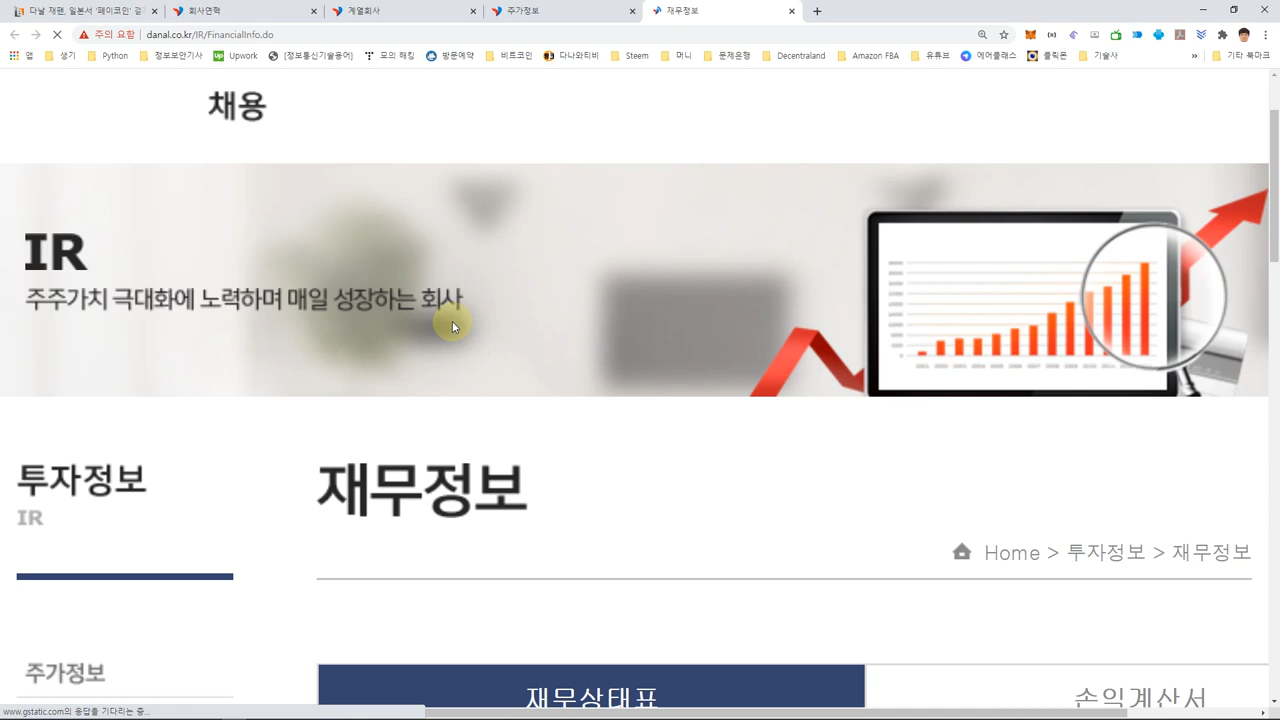 다날 재팬, 일본서 '페이코인' 결
회사연혁
계열회사
주가정보
재무정보
주의 요함
danal.co.kr/IR/FinancialInfo.do
앱
생기
Python
정보보안기사
Upwork
[정보통신기술용어]
모의 해킹
방문예약
비트코인
다나와티비
Steem
머니
문제은행
Decentraland
Amazon FBA
유튜브
에어클래스
클릭몬
기술사
»
기타 북마크
채용
IR
주주가치 극대화에 노력하며 매일 성장하는 회사
투자정보
IR
재무정보
Home > 투자정보 > 재무정보
주가정보
재무상태표
손익계산서
www.gstatic.com의 응답을 기다리는 중...